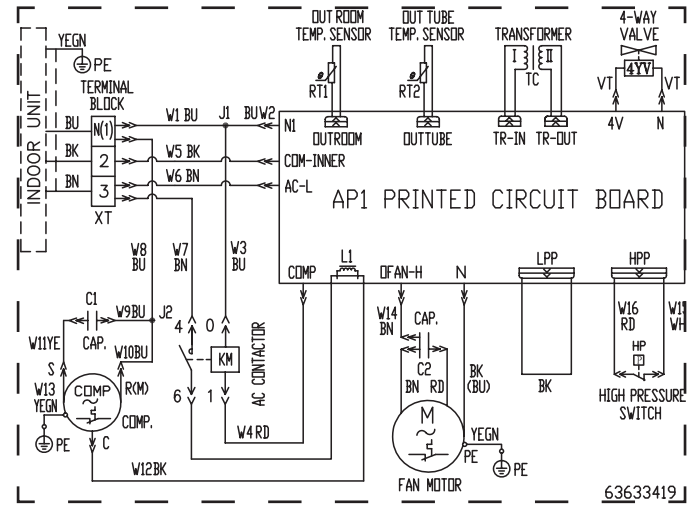 OUT ROOM
TEMP. SENSOR
OUT TUBE
TEMP. SENSOR
TRANSFORMER
4-WAY
VALVE
YEGN
PE
θ
RT1
θ
RT2
I
II
TC
4YV
VT
VT
TERMINAL
BLOCK
INDOOR UNIT
BU
N(1)
W1 BU
J1
BU W2
N1
OUTROOM
OUTTUBE
TR-IN
TR-OUT
4V
N
BK
2
W5 BK
COM-INNER
BN
3
W6 BN
AC-L
XT
AP1 PRINTED CIRCUIT BOARD
W8
BU
W7
BN
W3
BU
COMP
L1
OFAN-H
N
LPP
HPP
C1
W9BU
J2
CAP.
W11YE
W10BU
4
0
KM
6
1
AC CONTACTOR
W14
BN
CAP.
C2
BN
RD
BK
(BU)
BK
W16
RD
W15
WH
HP
P
HIGH PRESSURE
SWITCH
S
W13
YEGN
COMP
R(M)
COMP.
PE
C
W4RD
M
YEGN
PE
PE
W12BK
FAN MOTOR
63633419